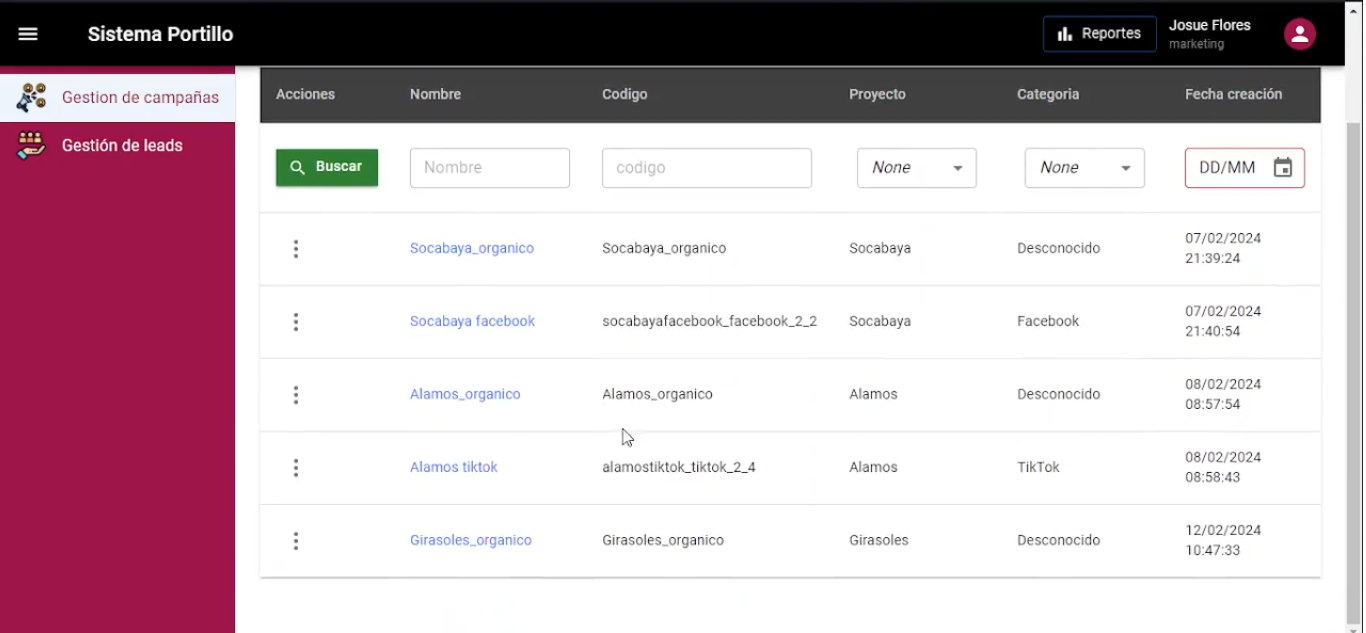 Sistema Portillo
Reportes
Josue Flores
marketing
Gestion de campañas
Gestión de leads
Acciones Nombre Codigo Proyecto Categoria Fecha creación
Buscar Nombre codigo None None DD/MM
Socabaya_organico Socabaya_organico Socabaya Desconocido 07/02/2024
21:39:24
Socabaya facebook socabayafacebook_facebook_2_2 Socabaya Facebook 07/02/2024
21:40:54
Alamos_organico Alamos_organico Alamos Desconocido 08/02/2024
08:57:54
Alamos tiktok alamostiktok_tiktok_2_4 Alamos TikTok 08/02/2024
08:58:43
Girasoles_organico Girasoles_organico Girasoles Desconocido 12/02/2024
10:47:33